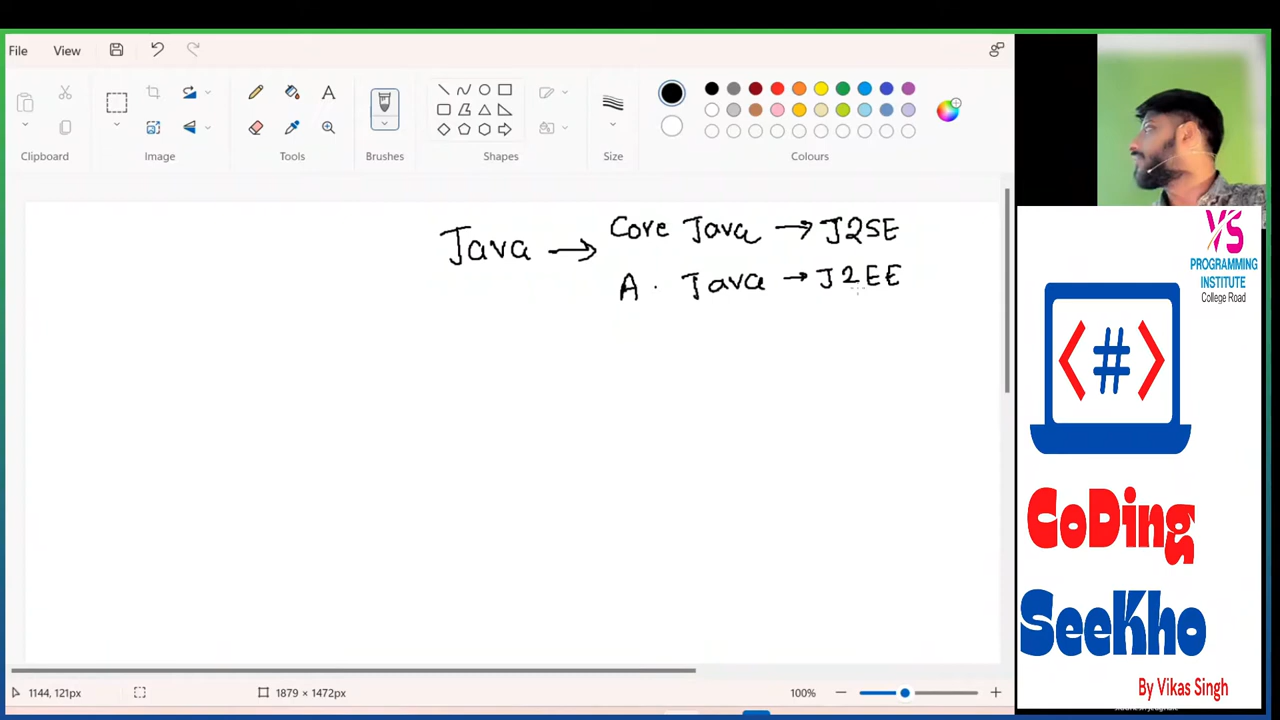 File View
Clipboard Image Tools Brushes Shapes Size Colours
Java → Core Java → J2SE
A. Java → J2EE
VS
PROGRAMMING
INSTITUTE
College Road
<#>
CoDing
SeeKho
By Vikas Singh
1144, 121px 1879 × 1472px 100%